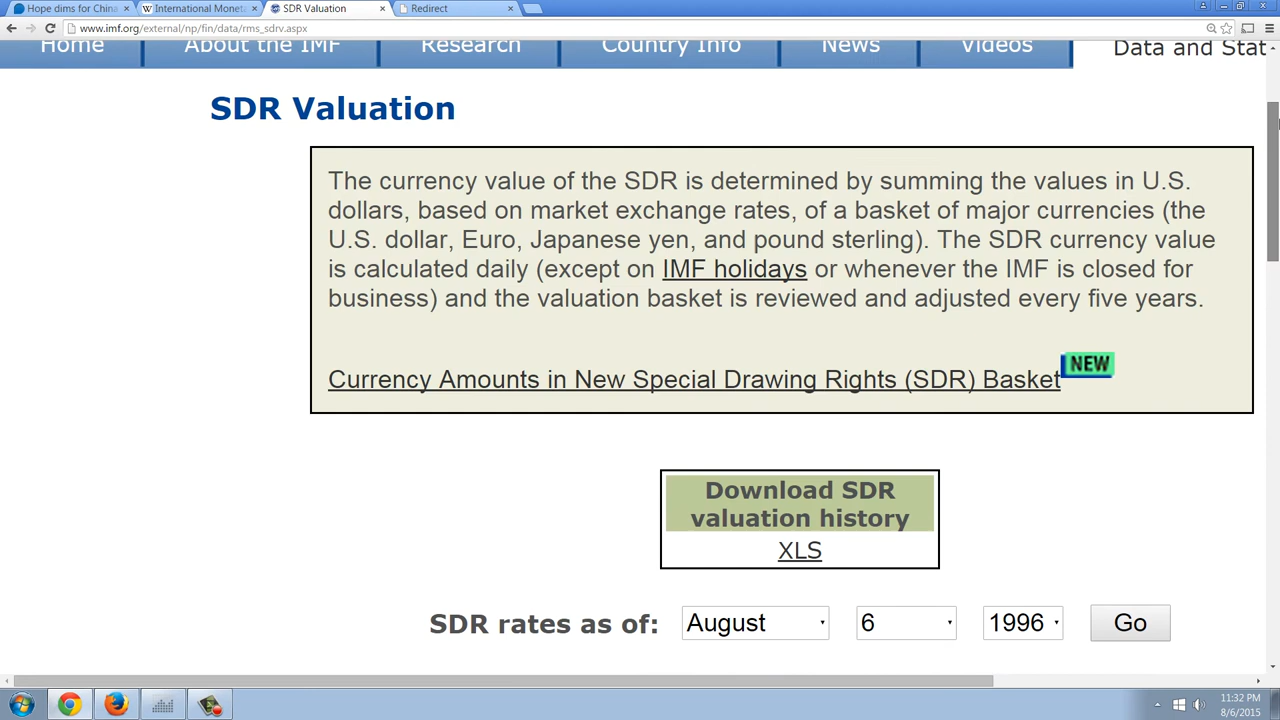 Hope dims for China
International Moneta
SDR Valuation
Redirect
www.imf.org/external/np/fin/data/rms_sdrv.aspx
Home
About the IMF
Research
Country Info
News
Videos
Data and Stat
SDR Valuation
The currency value of the SDR is determined by summing the values in U.S.
dollars, based on market exchange rates, of a basket of major currencies (the
U.S. dollar, Euro, Japanese yen, and pound sterling). The SDR currency value
is calculated daily (except on IMF holidays or whenever the IMF is closed for
business) and the valuation basket is reviewed and adjusted every five years.
Currency Amounts in New Special Drawing Rights (SDR) Basket NEW
Download SDR
valuation history
XLS
SDR rates as of: August 6 1996 Go
11:32 PM
8/6/2015